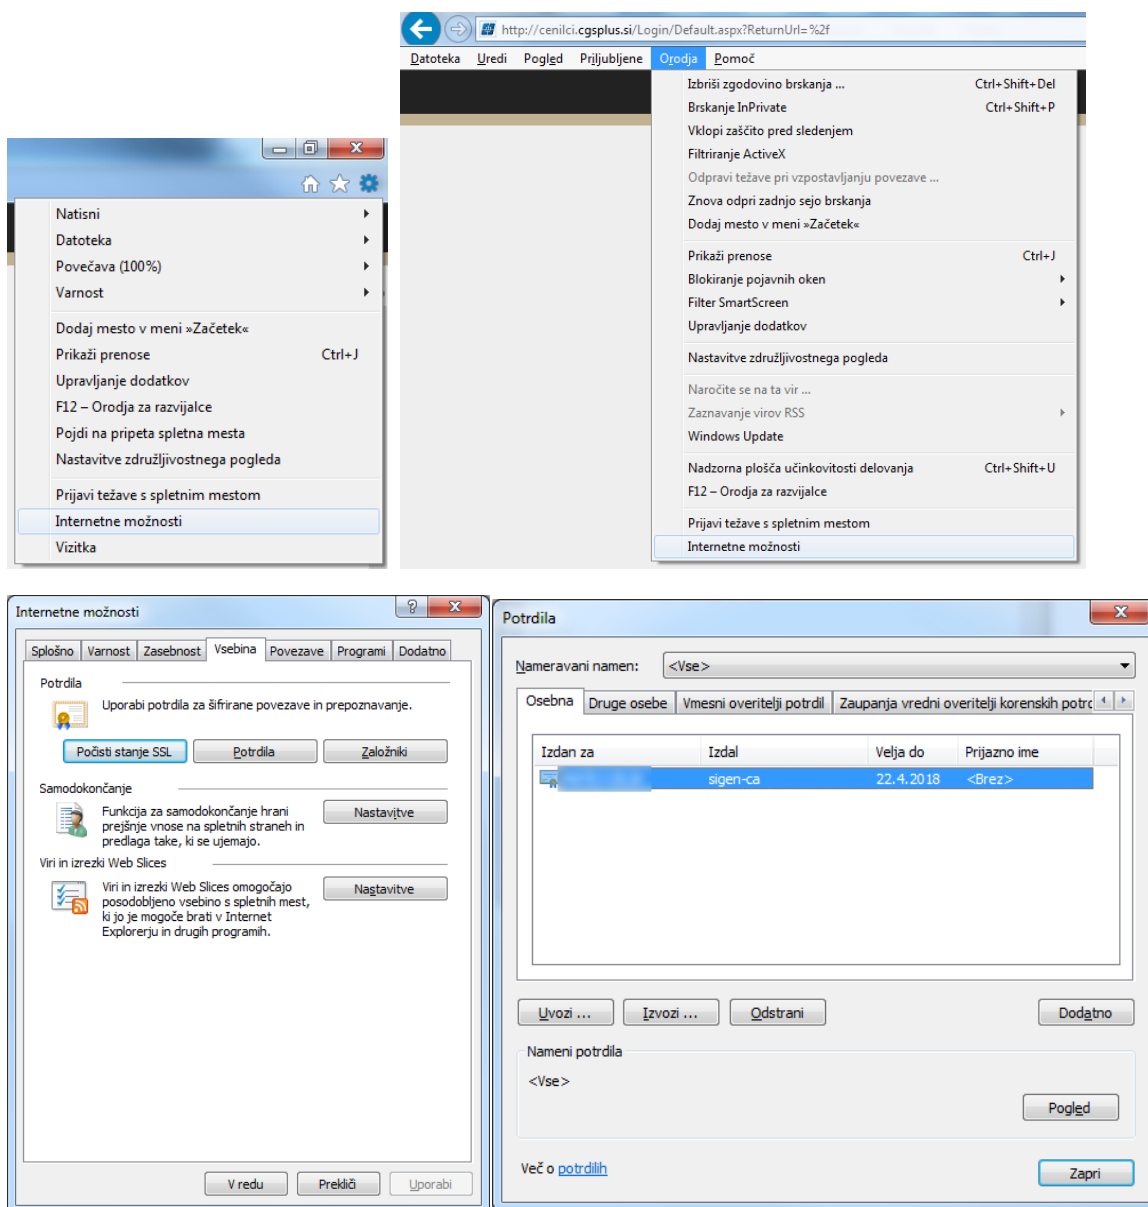 http://cenilci.cgsplus.si/Login/Default.aspx?ReturnUrl=%2f
Datoteka Uredi Pogled Priljubljene Orodja Pomoč
Izbriši zgodovino brskanja ... Ctrl+Shift+Del
Brskanje InPrivate Ctrl+Shift+P
Vklopi zaščito pred sledenjem
Filtriranje ActiveX
Odpravi težave pri vzpostavljanju povezave ...
Znova odpri zadnjo sejo brskanja
Dodaj mesto v meni »Začetek«
Prikaži prenose Ctrl+J
Blokiranje pojavnih oken
Filter SmartScreen
Upravljanje dodatkov
Nastavitve združljivostnega pogleda
Naročite se na ta vir ...
Zaznavanje virov RSS
Windows Update
Nadzorna plošča učinkovitosti delovanja Ctrl+Shift+U
F12 – Orodja za razvijalce
Prijavi težave s spletnim mestom
Internetne možnosti
Natisni
Datoteka
Povečava (100%)
Varnost
Dodaj mesto v meni »Začetek«
Prikaži prenose Ctrl+J
Upravljanje dodatkov
F12 – Orodja za razvijalce
Pojdi na pripeta spletna mesta
Nastavitve združljivostnega pogleda
Prijavi težave s spletnim mestom
Internetne možnosti
Vizitka
Internetne možnosti
Splošno Varnost Zasebnost Vsebina Povezave Programi Dodatno
Potrdila
Uporabi potrdila za šifrirane povezave in prepoznavanje.
Počisti stanje SSL Potrdila Založniki
Samodokončanje
Funkcija za samodokončanje hrani
prejšnje vnose na spletnih straneh in
predlaga take, ki se ujemajo.
Nastavitve
Viri in izrezki Web Slices
Viri in izrezki Web Slices omogočajo
posodobljeno vsebino s spletnih mest,
ki jo je mogoče brati v Internet
Explorerju in drugih programih.
Nastavitve
V redu Prekliči Uporabi
Potrdila
Nameravani namen: <Vse>
Osebna Druge osebe Vmesni overitelji potrdil Zaupanja vredni overitelji korenskih potrc
Izdan za Izdal Velja do Prijazno ime
sigen-ca 22.4.2018 <Brez>
Uvozi ... Izvozi ... Odstrani Dodatno
Nameni potrdila
<Vse>
Pogled
Več o potrdilih
Zapri